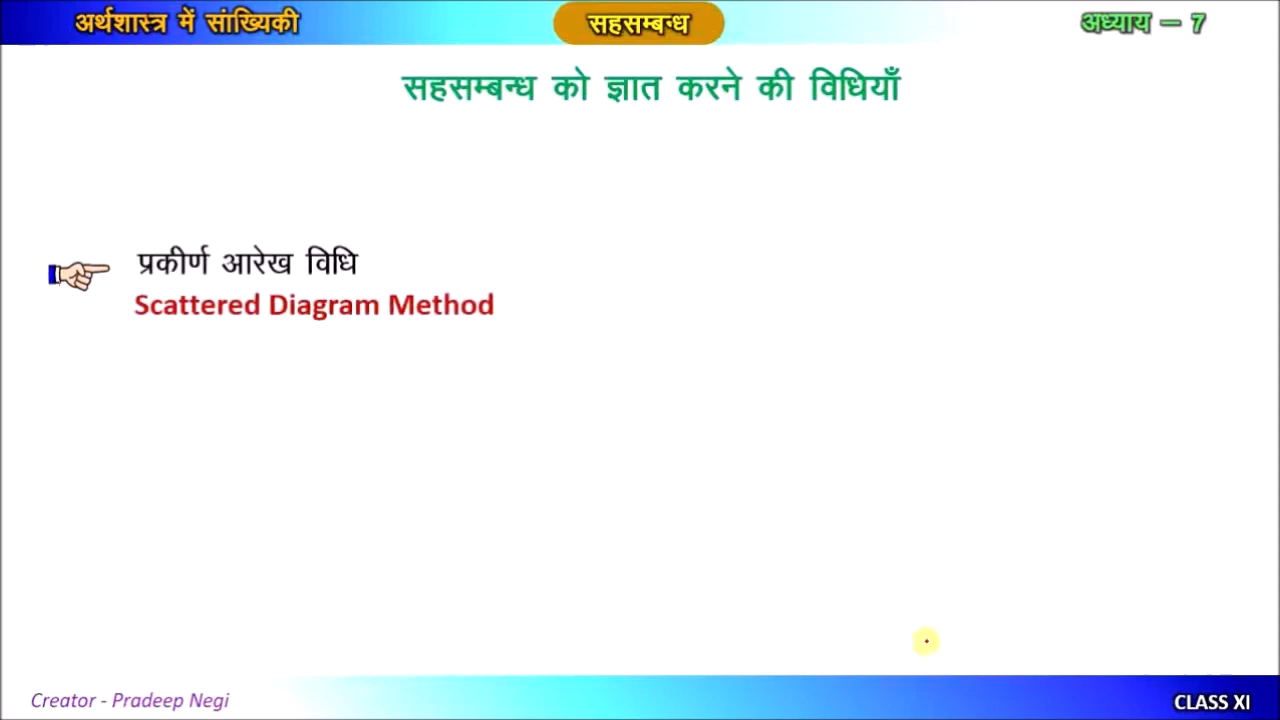 अर्थशास्त्र में सांख्यिकी
सहसम्बन्ध
अध्याय – 7
सहसम्बन्ध को ज्ञात करने की विधियाँ
प्रकीर्ण आरेख विधि
Scattered Diagram Method
Creator - Pradeep Negi
CLASS XI